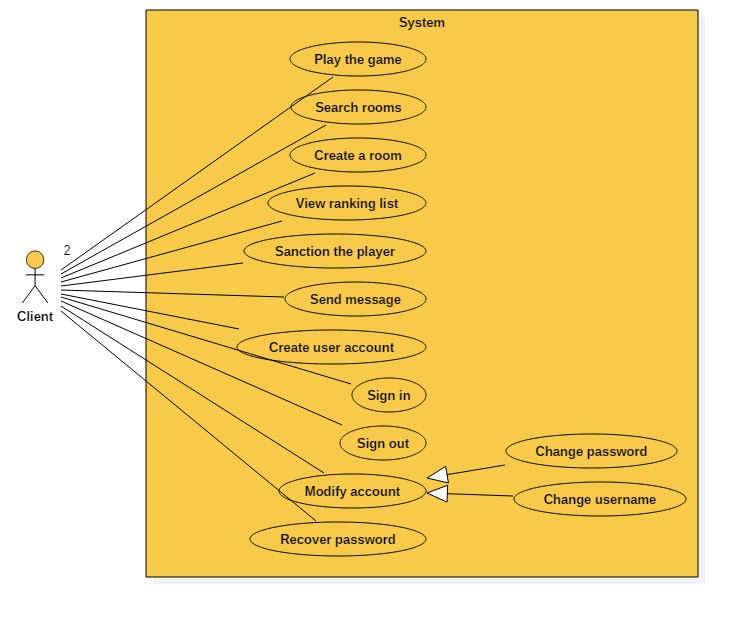 System
Play the game
Search rooms
Create a room
View ranking list
2
Sanction the player
Send message
Client
Create user account
Sign in
Sign out
Change password
Modify account
Change username
Recover password